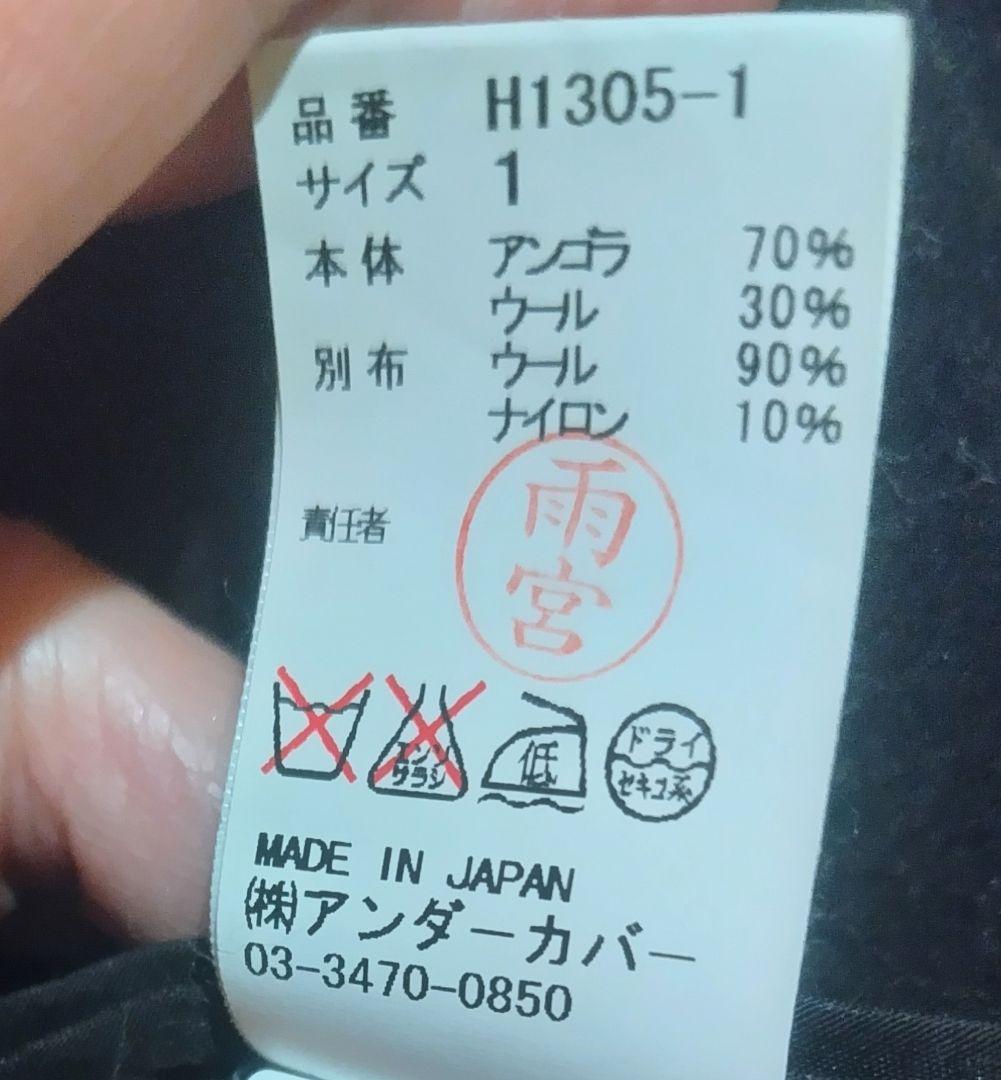 品番 H1305-1
サイズ 1
本体 アンゴラ 70%
ウール 30%
別布 ウール 90%
ナイロン 10%
責任者 雨宮
エンソサラシ
低
ドライ
セキユ系
MADE IN JAPAN
(株)アンダーカバー
03-3470-0850